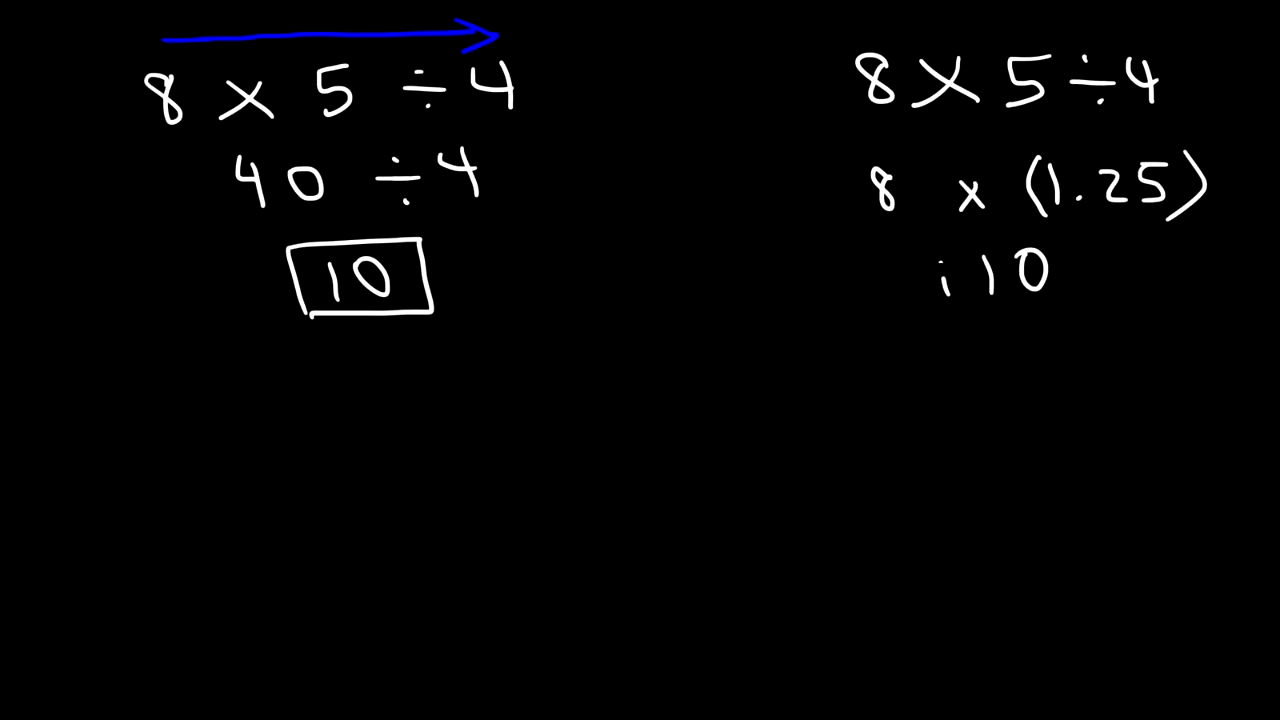 8 × 5 ÷ 4
40 ÷ 4
10
8 × 5 ÷ 4
8 × (1.25)
i 10